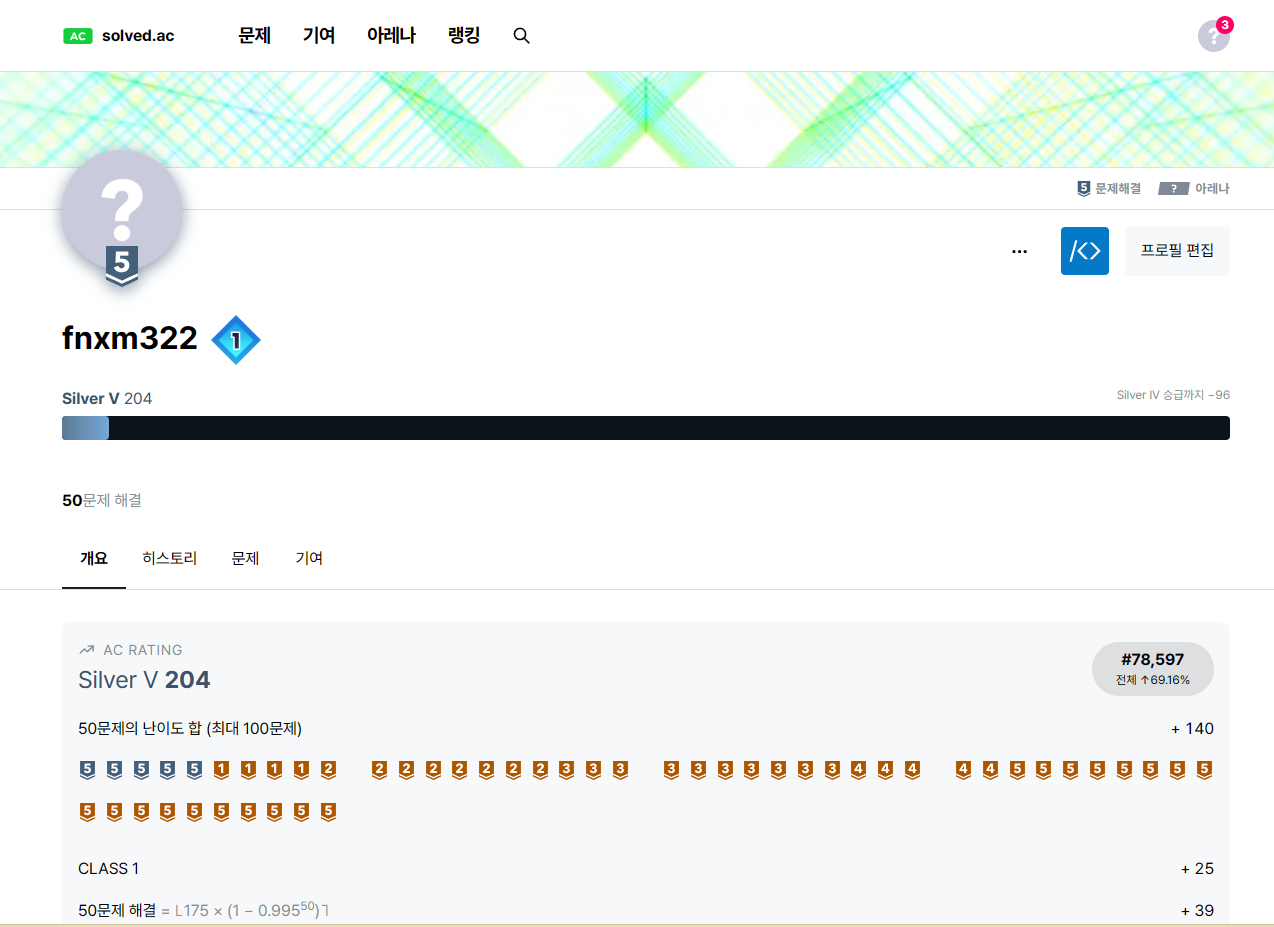 AC solved.ac 문제 기여 아레나 랭킹 ? 3
?
5 문제해결 ? 아레나
5
/<> 프로필 편집
fnxm322 1
Silver V 204 Silver IV 승급까지 −96
50문제 해결
개요 히스토리 문제 기여
AC RATING #78,597
Silver V 204 전체 ↑69.16%
50문제의 난이도 합 (최대 100문제) + 140
5 5 5 5 5 1 1 1 1 2 2 2 2 2 2 2 2 3 3 3 3 3 3 3 3 3 3 4 4 4 4 4 5 5 5 5 5 5 5 5
5 5 5 5 5 5 5 5 5 5
CLASS 1 + 25
50문제 해결 = ⌊175 × (1 − 0.995⁵⁰)⌉ + 39